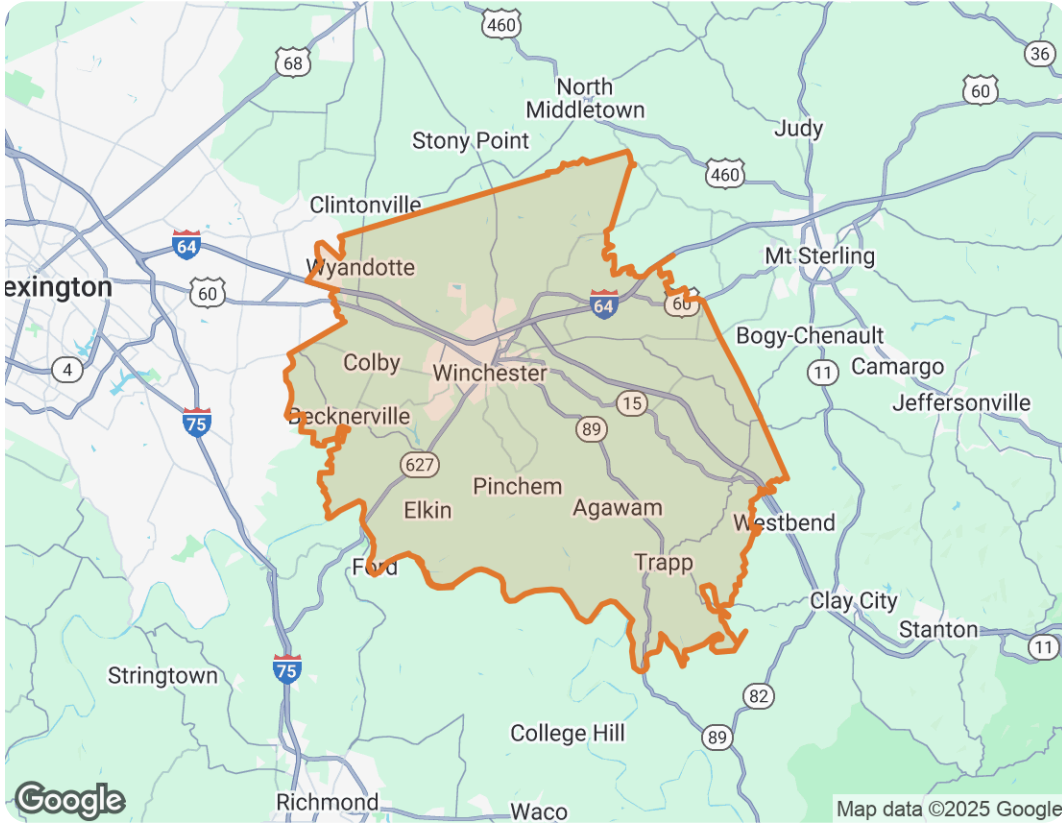 460
68
36
North
Middletown
60
Judy
Stony Point
460
Clintonville
64
Wyandotte
Mt Sterling
exington
60
64
60
Bogy-Chenault
Colby
Winchester
4
11
Camargo
15
Jeffersonville
Becknerville
75
89
627
Pinchem
Elkin
Agawam
Westbend
Ford
Trapp
Clay City
Stanton
11
75
Stringtown
82
College Hill
89
Google
Richmond
Waco
Map data ©2025 Google